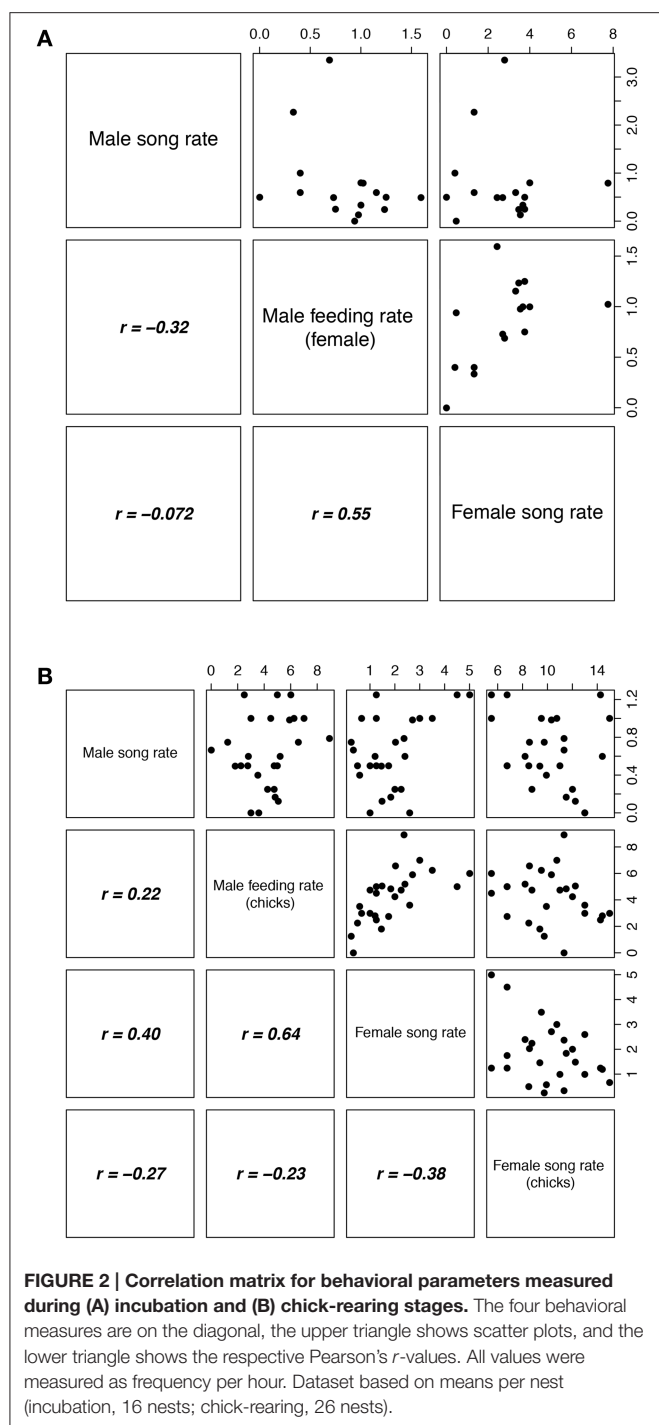 A
0.0 0.5 1.0 1.5 0 2 4 6 8
Male song rate
0.0 1.0 2.0 3.0
r = −0.32
Male feeding rate
(female)
0.0 0.5 1.0 1.5
r = −0.072
r = 0.55
Female song rate
B
0 2 4 6 8 1 2 3 4 5 6 8 10 14
Male song rate
0.0 0.4 0.8 1.2
r = 0.22
Male feeding rate
(chicks)
0 2 4 6 8
r = 0.40
r = 0.64
Female song rate
1 2 3 4 5
r = −0.27
r = −0.23
r = −0.38
Female song rate
(chicks)
FIGURE 2 | Correlation matrix for behavioral parameters measured
during (A) incubation and (B) chick-rearing stages. The four behavioral
measures are on the diagonal, the upper triangle shows scatter plots, and the
lower triangle shows the respective Pearson's r-values. All values were
measured as frequency per hour. Dataset based on means per nest
(incubation, 16 nests; chick-rearing, 26 nests).